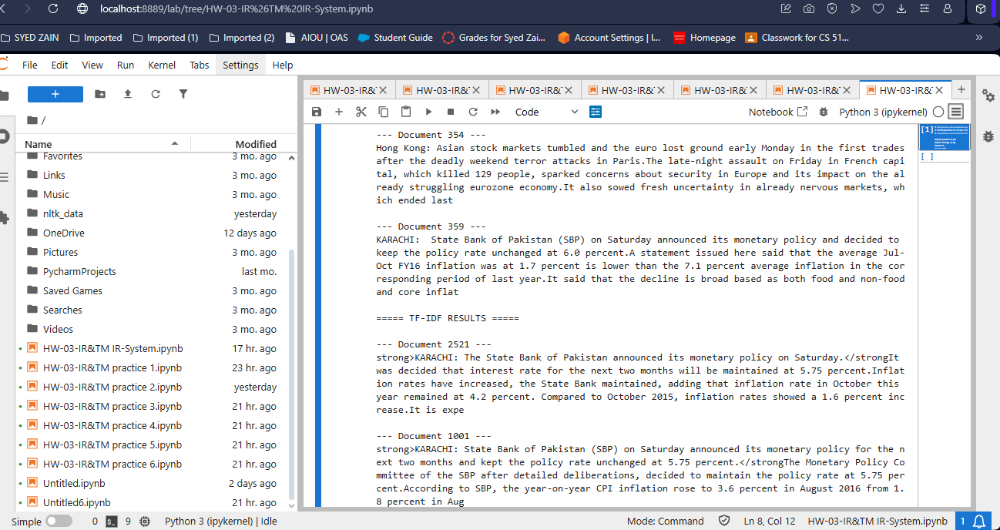 localhost:8889/lab/tree/HW-03-IR%26TM%20IR-System.ipynb
SYED ZAIN Imported Imported (1) Imported (2) AIOU | OAS Student Guide Grades for Syed Zai... Account Settings | I... Homepage Classwork for CS 51... »
File Edit View Run Kernel Tabs Settings Help
+
/
Name Modified
Favorites 3 mo. ago
Links 3 mo. ago
Music 3 mo. ago
nltk_data yesterday
OneDrive 12 days ago
Pictures 3 mo. ago
PycharmProjects last mo.
Saved Games 3 mo. ago
Searches 3 mo. ago
Videos 3 mo. ago
HW-03-IR&TM IR-System.ipynb 17 hr. ago
HW-03-IR&TM practice 1.ipynb 23 hr. ago
HW-03-IR&TM practice 2.ipynb yesterday
HW-03-IR&TM practice 3.ipynb 21 hr. ago
HW-03-IR&TM practice 4.ipynb 21 hr. ago
HW-03-IR&TM practice 5.ipynb 21 hr. ago
HW-03-IR&TM practice 6.ipynb 21 hr. ago
Untitled.ipynb 2 days ago
Untitled6.ipynb 21 hr. ago
HW-03-IR& HW-03-IR& HW-03-IR& HW-03-IR& HW-03-IR& HW-03-IR& HW-03-IR&
Code Notebook Python 3 (ipykernel)
--- Document 354 ---
Hong Kong: Asian stock markets tumbled and the euro lost ground early Monday in the first trades
after the deadly weekend terror attacks in Paris.The late-night assault on Friday in French capi
tal, which killed 129 people, sparked concerns about security in Europe and its impact on the al
ready struggling eurozone economy.It also sowed fresh uncertainty in already nervous markets, wh
ich ended last
--- Document 359 ---
KARACHI:  State Bank of Pakistan (SBP) on Saturday announced its monetary policy and decided to
keep the policy rate unchanged at 6.0 percent.A statement issued here said that the average Jul-
Oct FY16 inflation was at 1.7 percent is lower than the 7.1 percent average inflation in the cor
responding period of last year.It said that the decline is broad based as both food and non-food
and core inflat
===== TF-IDF RESULTS =====
--- Document 2521 ---
strong>KARACHI: The State Bank of Pakistan announced its monetary policy on Saturday.</strongIt
was decided that interest rate for the next two months will be maintained at 5.75 percent.Inflat
ion rates have increased, the State Bank maintained, adding that inflation rate in October this
year remained at 4.2 percent. Compared to October 2015, inflation rates showed a 1.6 percent inc
rease.It is expe
--- Document 1001 ---
strong>KARACHI: State Bank of Pakistan (SBP) on Saturday announced its monetary policy for the n
ext two months and kept the policy rate unchanged at 5.75 percent.</strongThe Monetary Policy Co
mmittee of the SBP after detailed deliberations, decided to maintain the policy rate at 5.75 per
cent.According to SBP, the year-on-year CPI inflation rose to 3.6 percent in August 2016 from 1.
8 percent in Aug
[1]
[ ]
Simple 0 $_ 9 Python 3 (ipykernel) | Idle Mode: Command Ln 8, Col 12 HW-03-IR&TM IR-System.ipynb 1